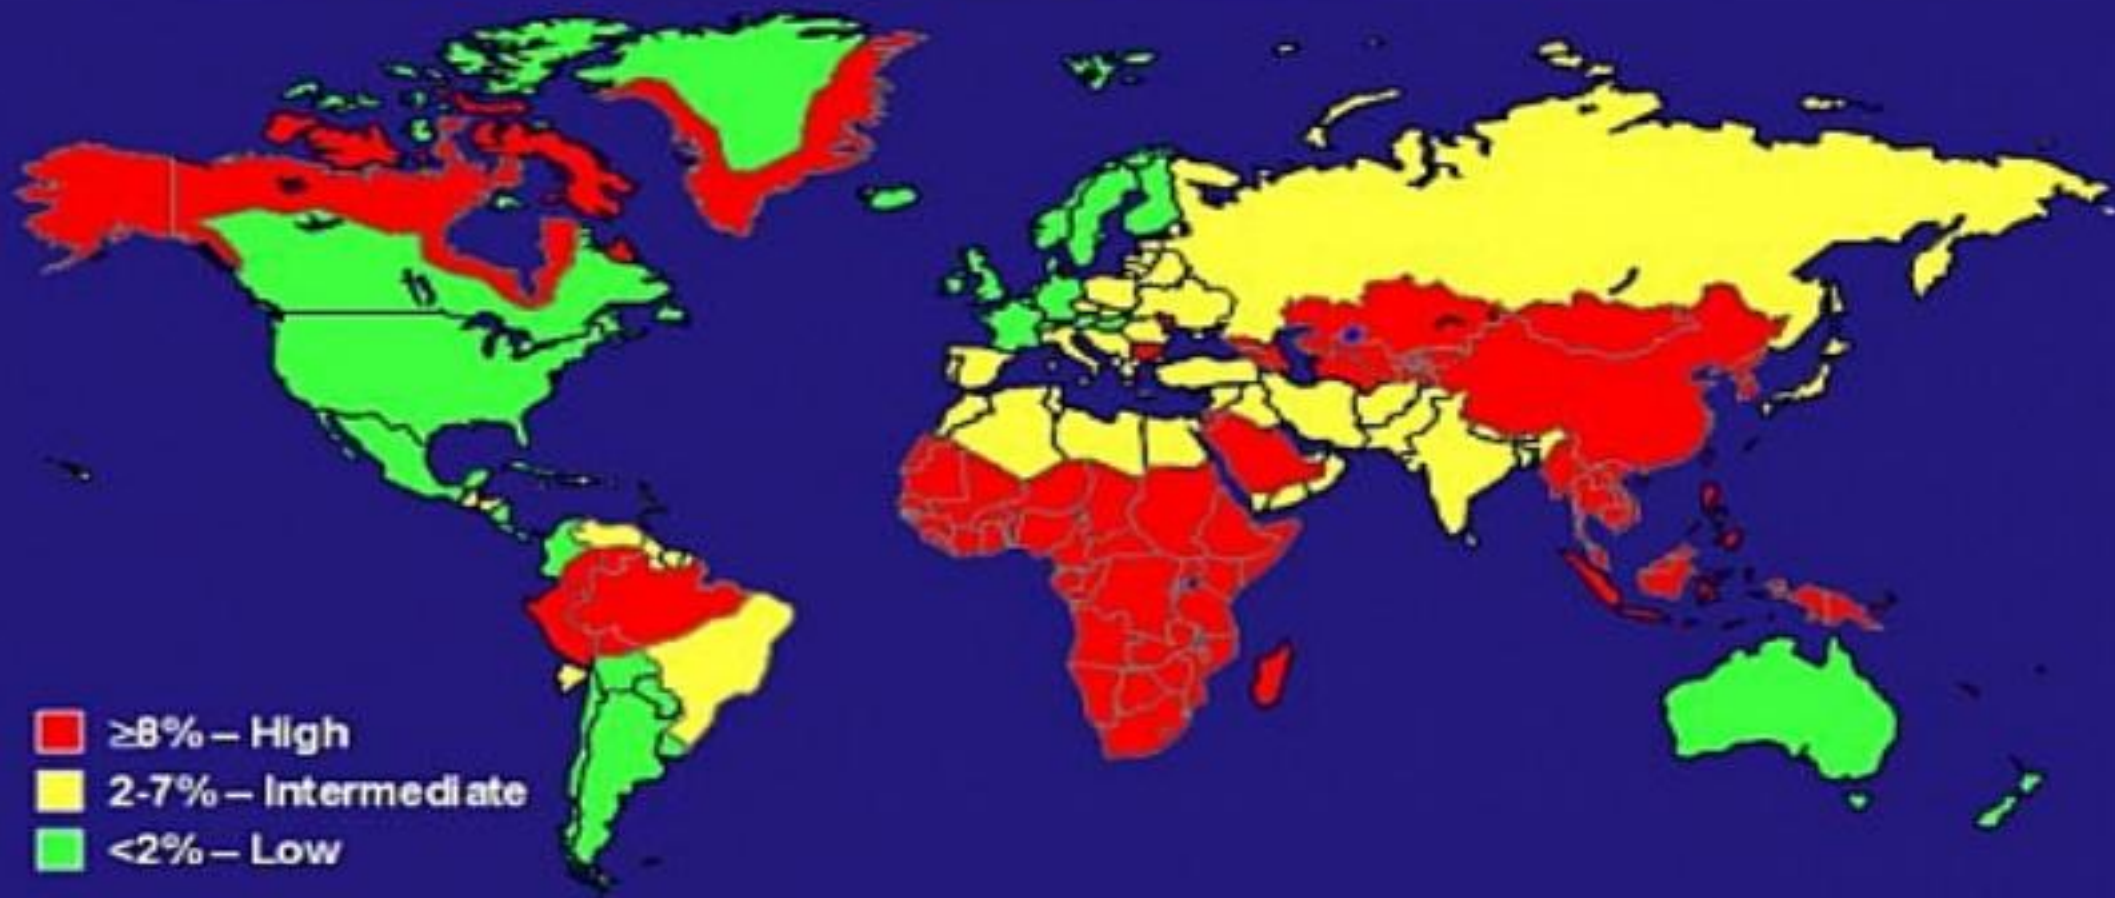 ≥8% – High
2-7% – Intermediate
<2% – Low